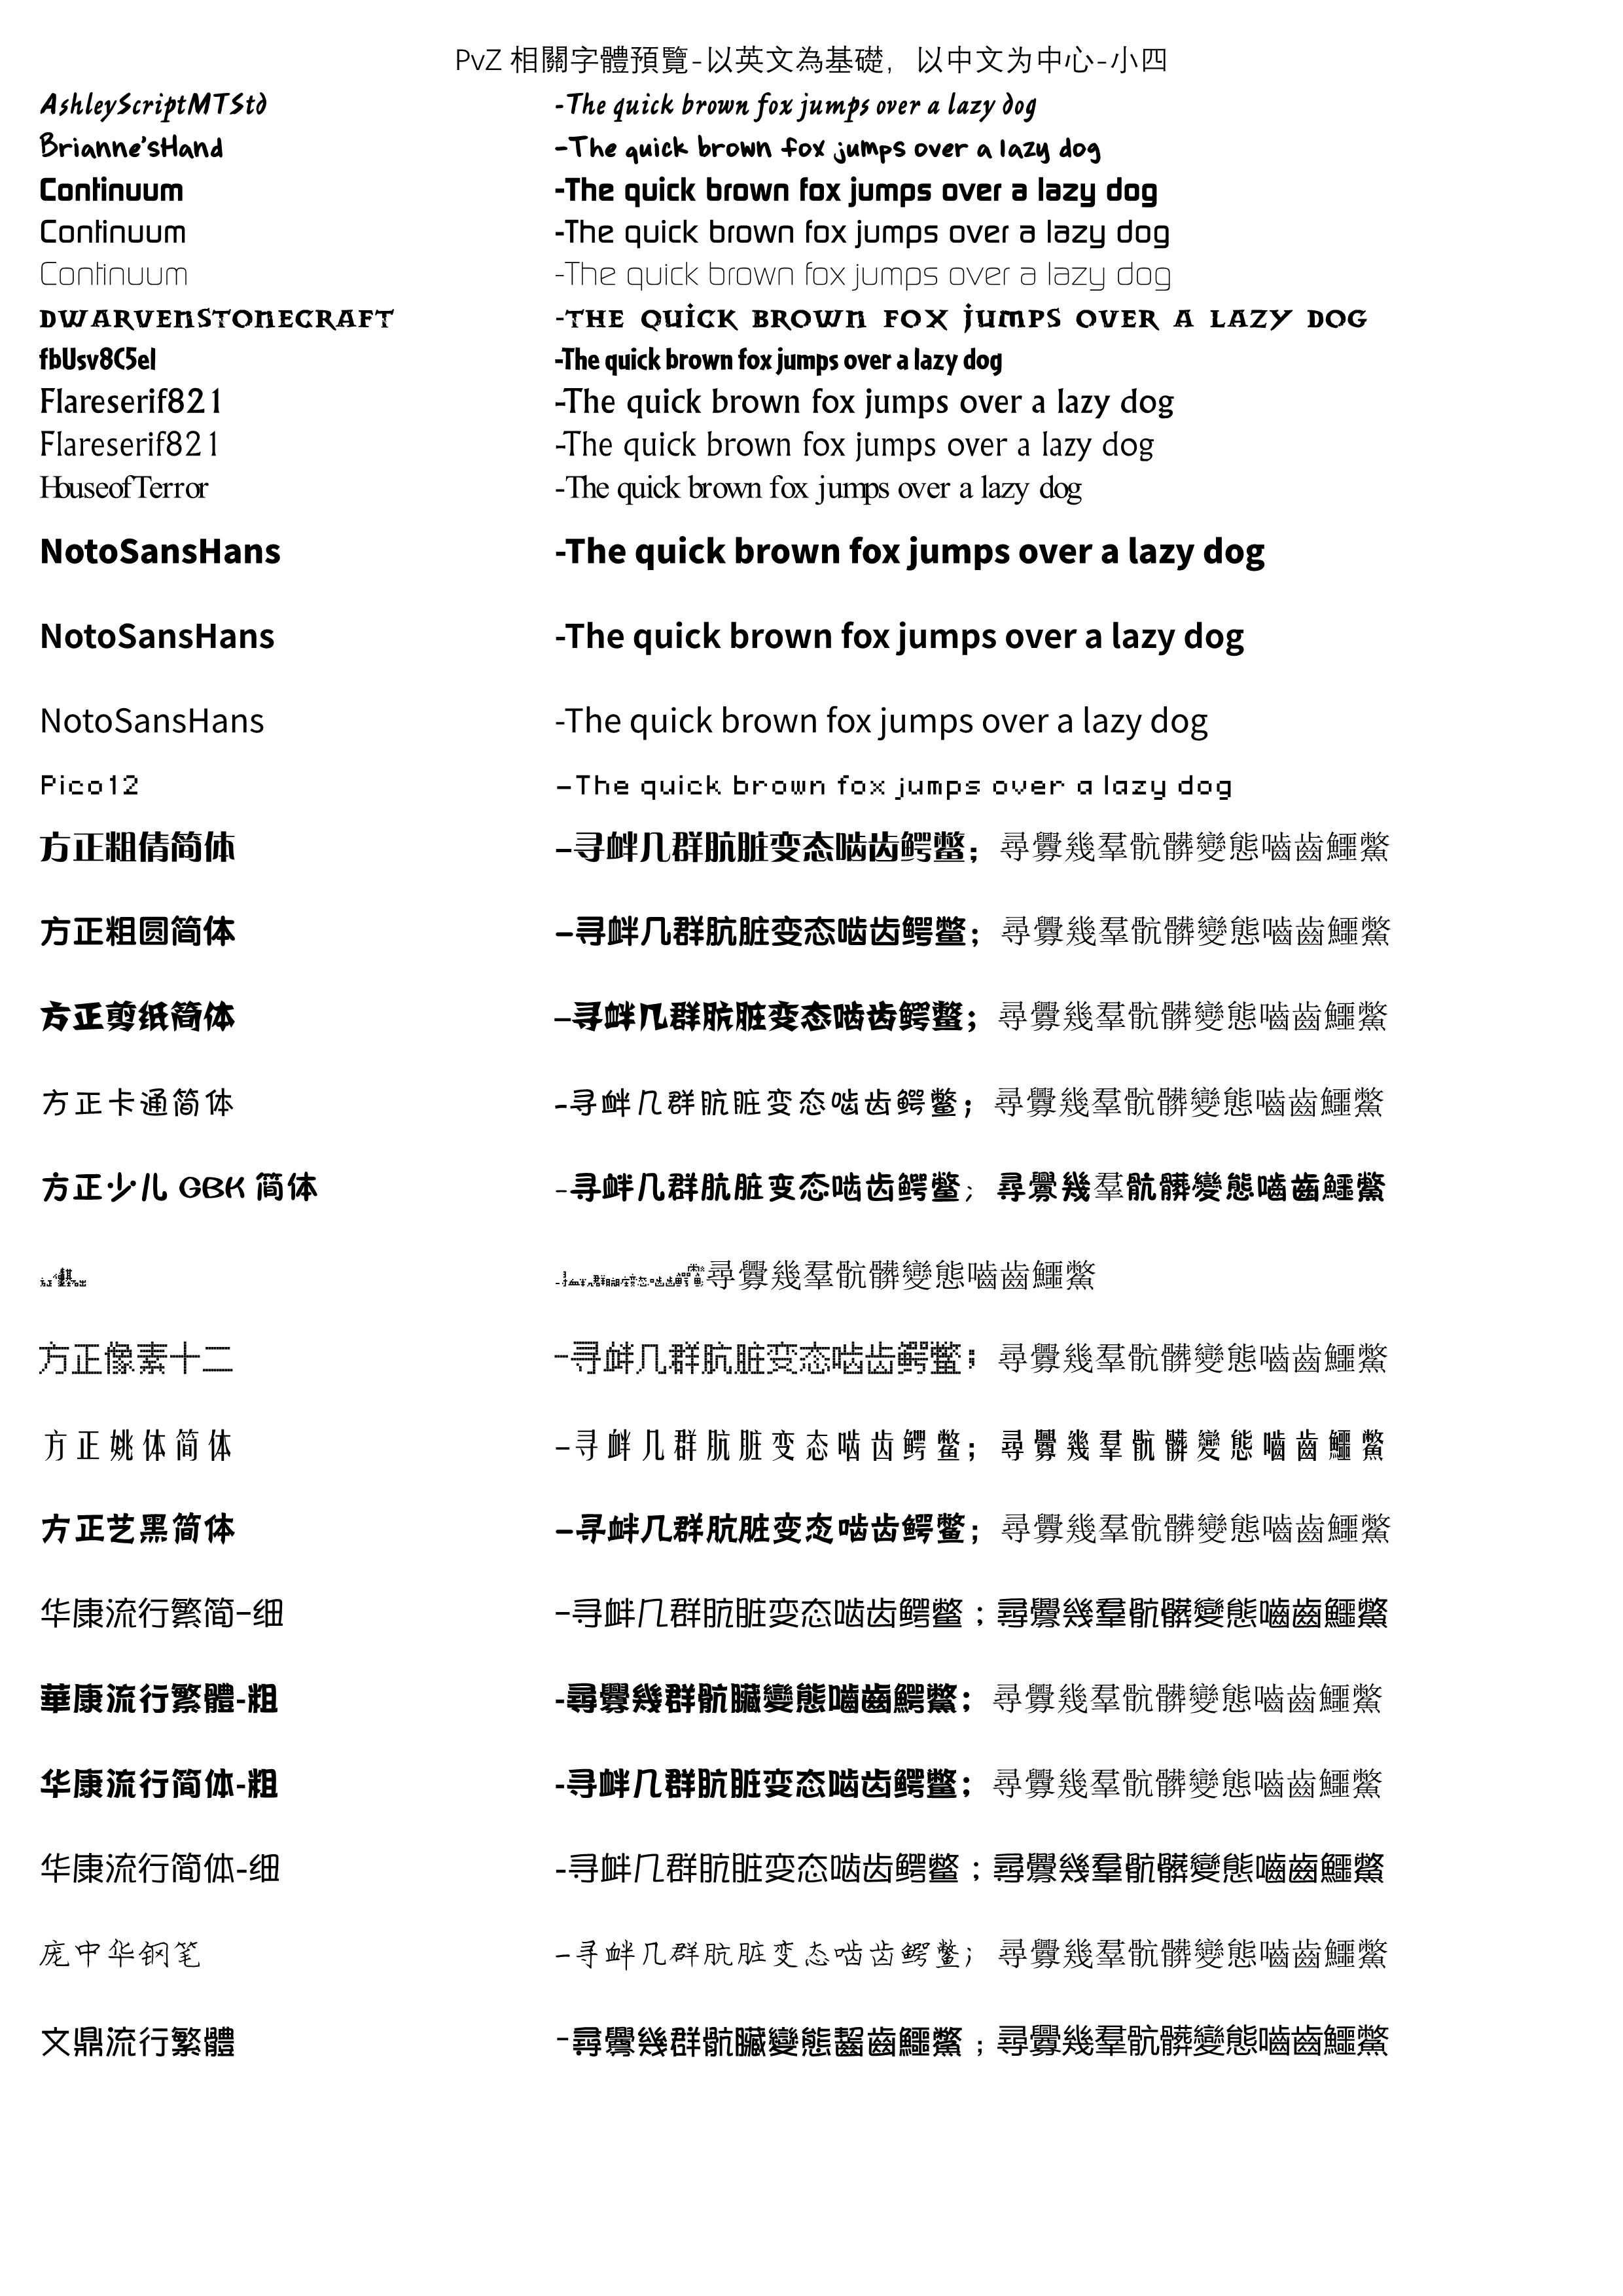 PvZ 相關字體預覽-以英文為基礎，以中文为中心-小四
AshleyScriptMTStd -The quick brown fox jumps over a lazy dog
Brianne'sHand -The quick brown fox jumps over a lazy dog
Continuum -The quick brown fox jumps over a lazy dog
Continuum -The quick brown fox jumps over a lazy dog
Continuum -The quick brown fox jumps over a lazy dog
DWARVENSTONECRAFT -THE QUICK BROWN FOX JUMPS OVER A LAZY DOG
fbUsv8C5eI -The quick brown fox jumps over a lazy dog
Flareserif821 -The quick brown fox jumps over a lazy dog
Flareserif821 -The quick brown fox jumps over a lazy dog
HouseofTerror -The quick brown fox jumps over a lazy dog
NotoSansHans -The quick brown fox jumps over a lazy dog
NotoSansHans -The quick brown fox jumps over a lazy dog
NotoSansHans -The quick brown fox jumps over a lazy dog
Pico12 -The quick brown fox jumps over a lazy dog
方正粗倩简体 -寻衅几群肮脏变态啮齿鳄鳖；尋釁幾羣骯髒變態嚙齒鱷鱉
方正粗圆简体 -寻衅几群肮脏变态啮齿鳄鳖；尋釁幾羣骯髒變態嚙齒鱷鱉
方正剪纸简体 -寻衅几群肮脏变态啮齿鳄鳖；尋釁幾羣骯髒變態嚙齒鱷鱉
方正卡通简体 -寻衅几群肮脏变态啮齿鳄鳖；尋釁幾羣骯髒變態嚙齒鱷鱉
方正少儿 GBK 简体 -寻衅几群肮脏变态啮齿鳄鳖；尋釁幾羣骯髒變態嚙齒鱷鱉
尋釁幾羣骯髒變態嚙齒鱷鱉
方正像素十二 -寻衅几群肮脏变态啮齿鳄鳖；尋釁幾羣骯髒變態嚙齒鱷鱉
方正姚体简体 -寻衅几群肮脏变态啮齿鳄鳖；尋釁幾羣骯髒變態嚙齒鱷鱉
方正艺黑简体 -寻衅几群肮脏变态啮齿鳄鳖；尋釁幾羣骯髒變態嚙齒鱷鱉
华康流行繁简-细 -寻衅几群肮脏变态啮齿鳄鳖；尋釁幾羣骯髒變態嚙齒鱷鱉
華康流行繁體-粗 -尋釁幾群骯臟變態嚙齒鰐鱉；尋釁幾羣骯髒變態嚙齒鱷鱉
华康流行简体-粗 -寻衅几群肮脏变态啮齿鳄鳖；尋釁幾羣骯髒變態嚙齒鱷鱉
华康流行简体-细 -寻衅几群肮脏变态啮齿鳄鳖；尋釁幾羣骯髒變態嚙齒鱷鱉
庞中华钢笔 -寻衅几群肮脏变态啮齿鳄鳖；尋釁幾羣骯髒變態嚙齒鱷鱉
文鼎流行繁體 -尋釁幾群骯臟變態齧齒鱷鱉；尋釁幾羣骯髒變態嚙齒鱷鱉